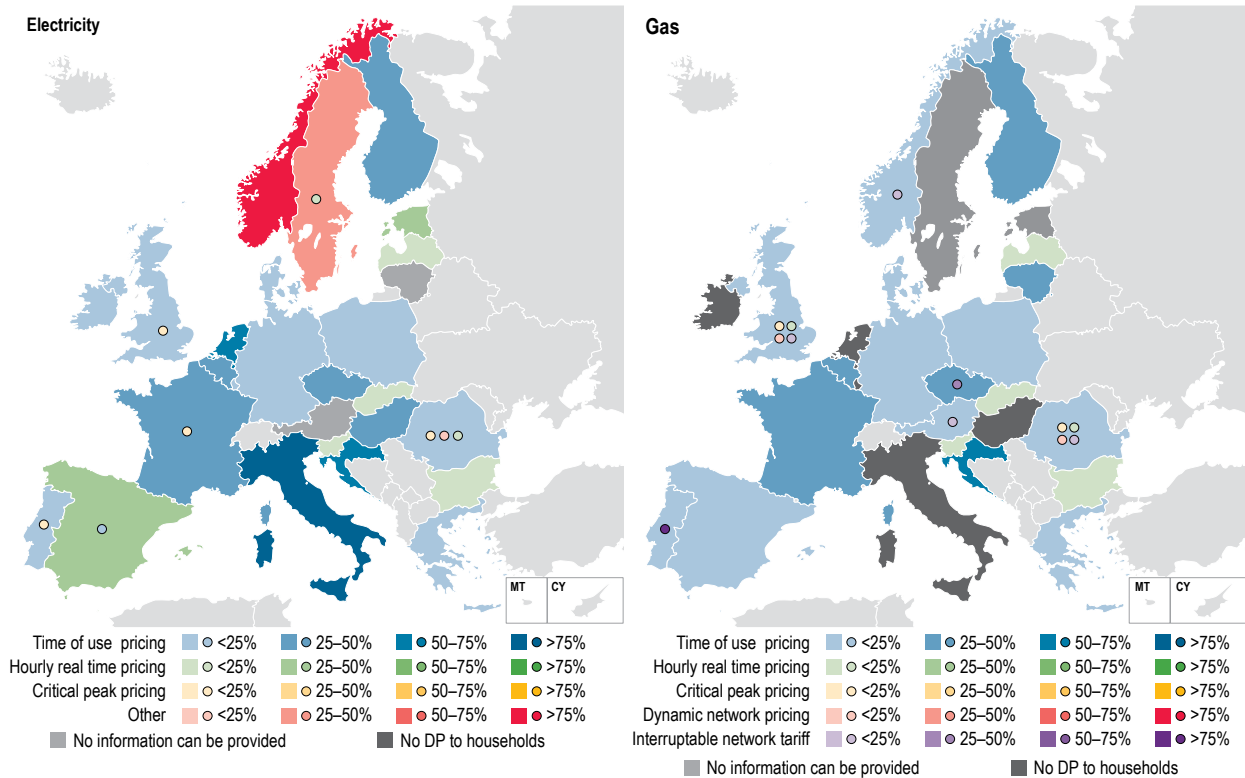 Electricity
MT
CY
Time of use pricing <25% 25–50% 50–75% >75%
Hourly real time pricing <25% 25–50% 50–75% >75%
Critical peak pricing <25% 25–50% 50–75% >75%
Other <25% 25–50% 50–75% >75%
No information can be provided No DP to households
Gas
MT
CY
Time of use pricing <25% 25–50% 50–75% >75%
Hourly real time pricing <25% 25–50% 50–75% >75%
Critical peak pricing <25% 25–50% 50–75% >75%
Dynamic network pricing <25% 25–50% 50–75% >75%
Interruptable network tariff <25% 25–50% 50–75% >75%
No information can be provided No DP to households